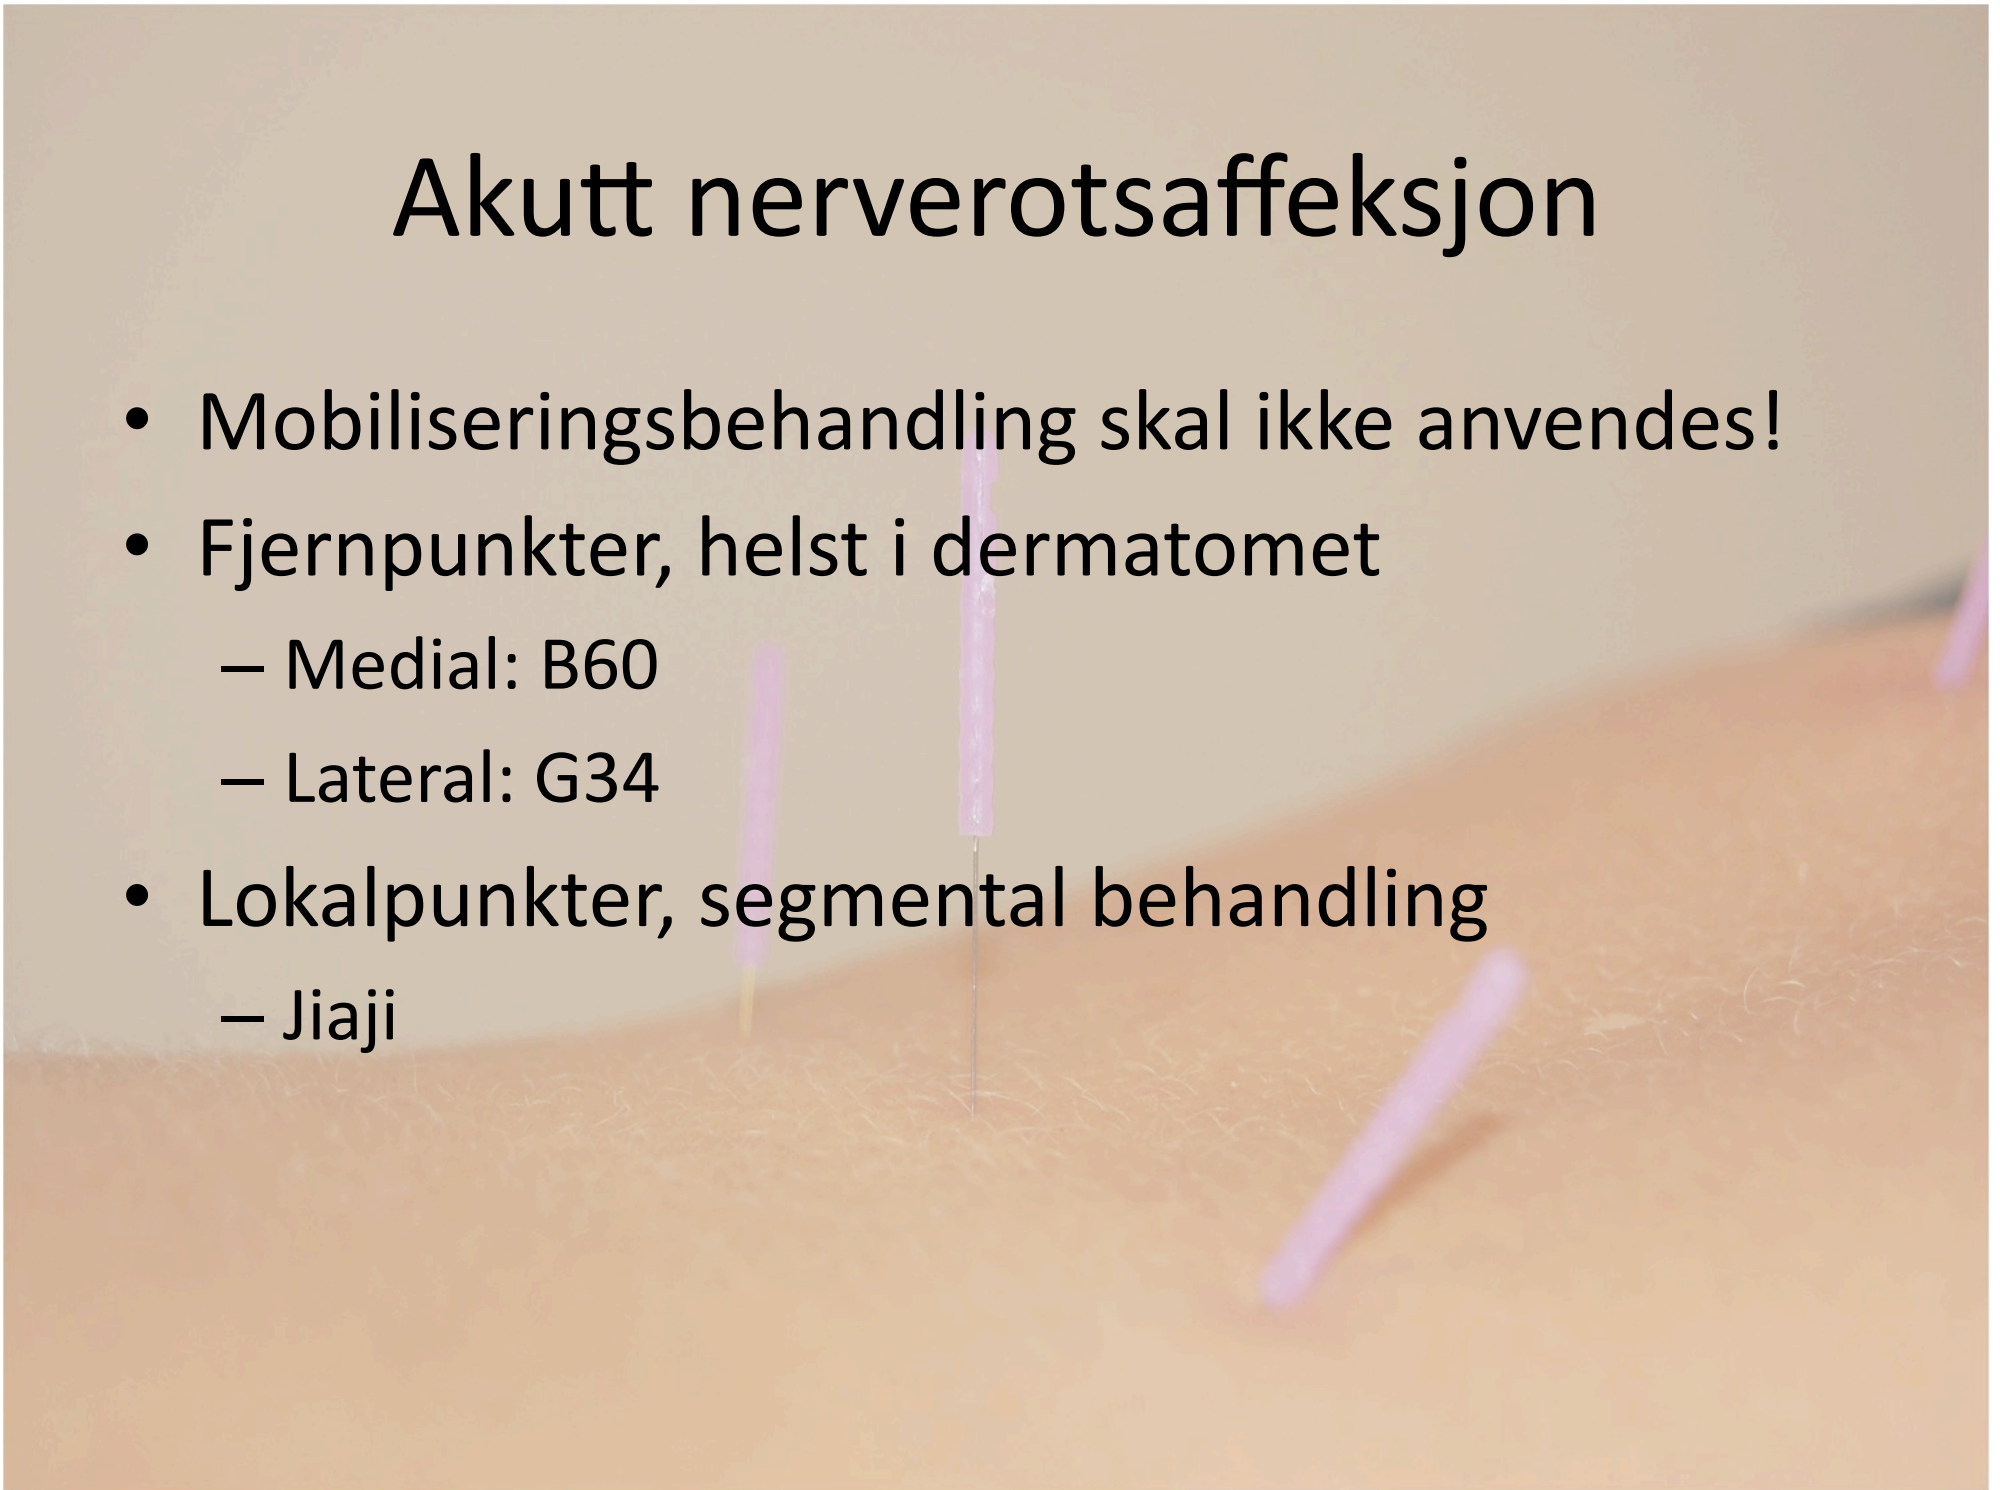 Akutt nerverotsaffeksjon
• Mobiliseringsbehandling skal ikke anvendes!
• Fjernpunkter, helst i dermatomet
– Medial: B60
– Lateral: G34
• Lokalpunkter, segmental behandling
– Jiaji